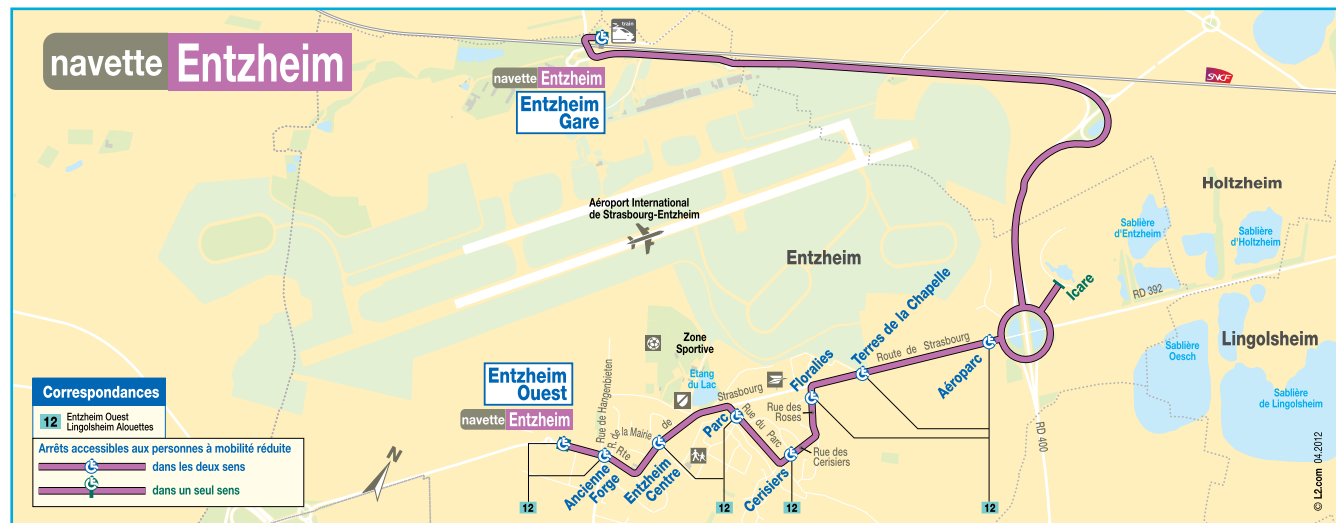 navette Entzheim
train
SNCF
navette Entzheim
Entzheim
Gare
Holtzheim
Aéroport International
de Strasbourg-Entzheim
Sablière
d'Entzheim
Sablière
d'Holtzheim
Entzheim
Icare
RD 392
Terres de la Chapelle
Route de Strasbourg
Lingolsheim
Zone
Sportive
Sablière
Oesch
Aéroparc
Floralies
Entzheim
Ouest
Etang
du Lac
Correspondances
Sablière
de Lingolsheim
navette Entzheim
Rue de Hangenbieten
Strasbourg
Rue des
Roses
12 Entzheim Ouest
Lingolsheim Alouettes
Parc
Rue du Parc
de
R. de la Mairie
Rte
RD 400
Arrêts accessibles aux personnes à mobilité réduite
dans les deux sens
dans un seul sens
N
Rue des
Cerisiers
Ancienne
Forge
Entzheim
Centre
Cerisiers
12
12
12
12
© L2.com 04.2012